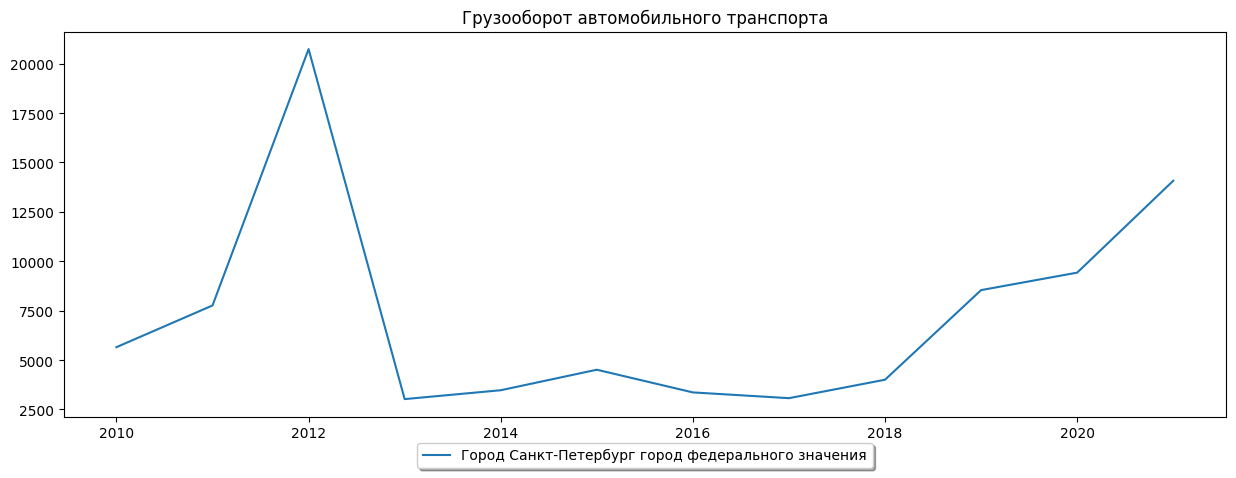 Грузооборот автомобильного транспорта
20000
17500
15000
12500
10000
7500
5000
2500
2010 2012 2014 2016 2018 2020
Город Санкт-Петербург город федерального значения